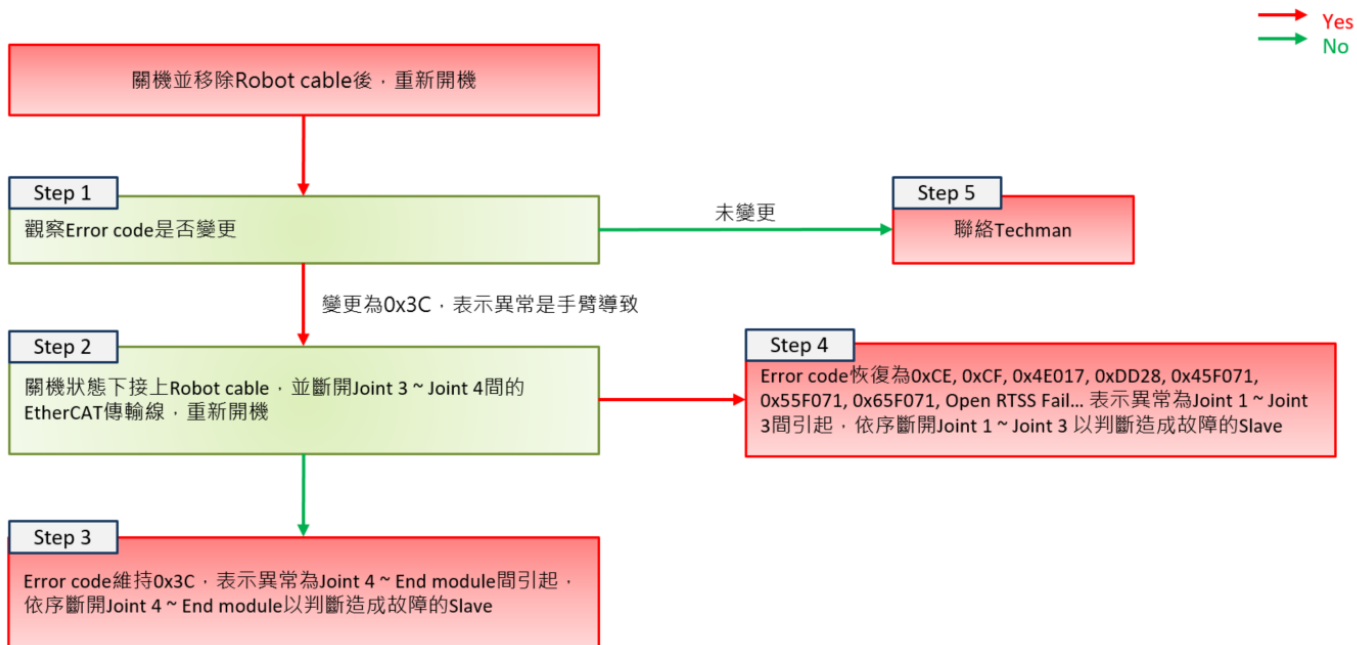 Yes
No
關機並移除Robot cable後，重新開機
Step 1
觀察Error code是否變更
未變更
Step 5
聯絡Techman
變更為0x3C，表示異常是手臂導致
Step 2
關機狀態下接上Robot cable，並斷開Joint 3 ~ Joint 4間的
EtherCAT傳輸線，重新開機
Step 4
Error code恢復為0xCE, 0xCF, 0x4E017, 0xDD28, 0x45F071,
0x55F071, 0x65F071, Open RTSS Fail... 表示異常為Joint 1 ~ Joint
3間引起，依序斷開Joint 1 ~ Joint 3 以判斷造成故障的Slave
Step 3
Error code維持0x3C，表示異常為Joint 4 ~ End module間引起，
依序斷開Joint 4 ~ End module以判斷造成故障的Slave